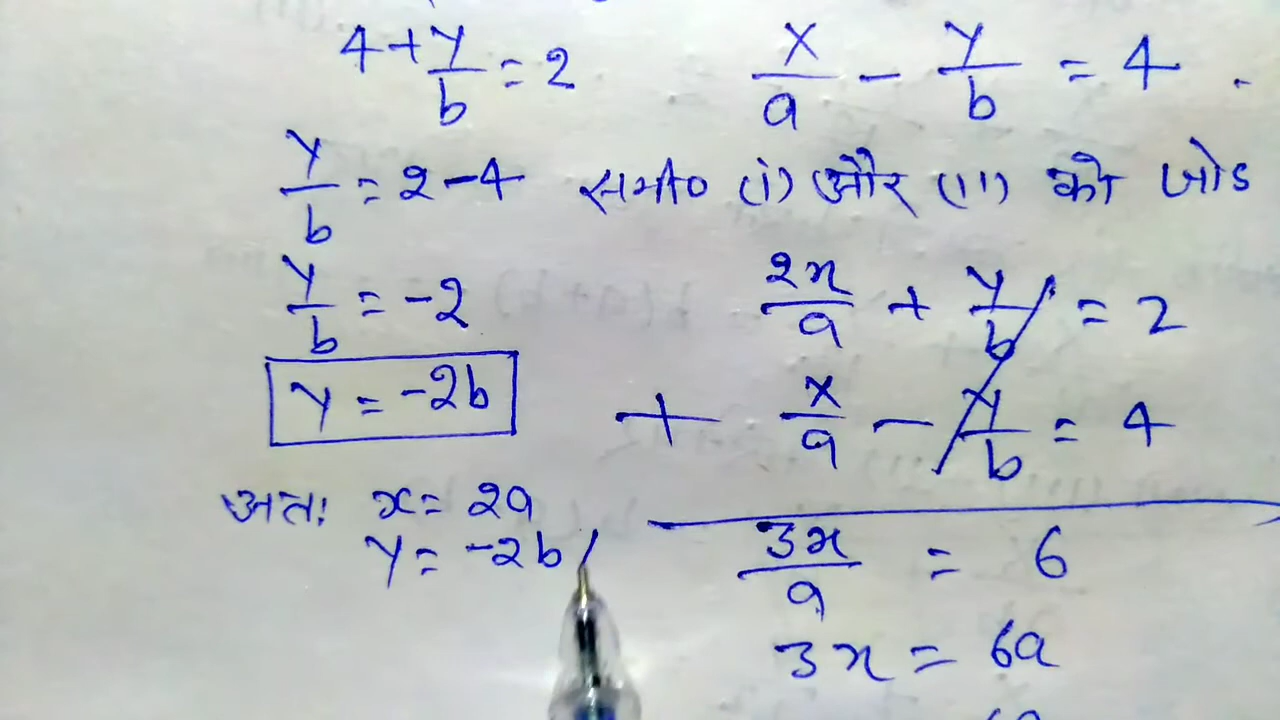 4+y/b = 2
y/b = 2-4
y/b = -2
y = -2b
अतः x = 2a
y = -2b/
x/a - y/b = 4
समी० (i) और (ii) को जोड
2x/a + y/b = 2
+ x/a - y/b = 4
3x/a = 6
3x = 6a